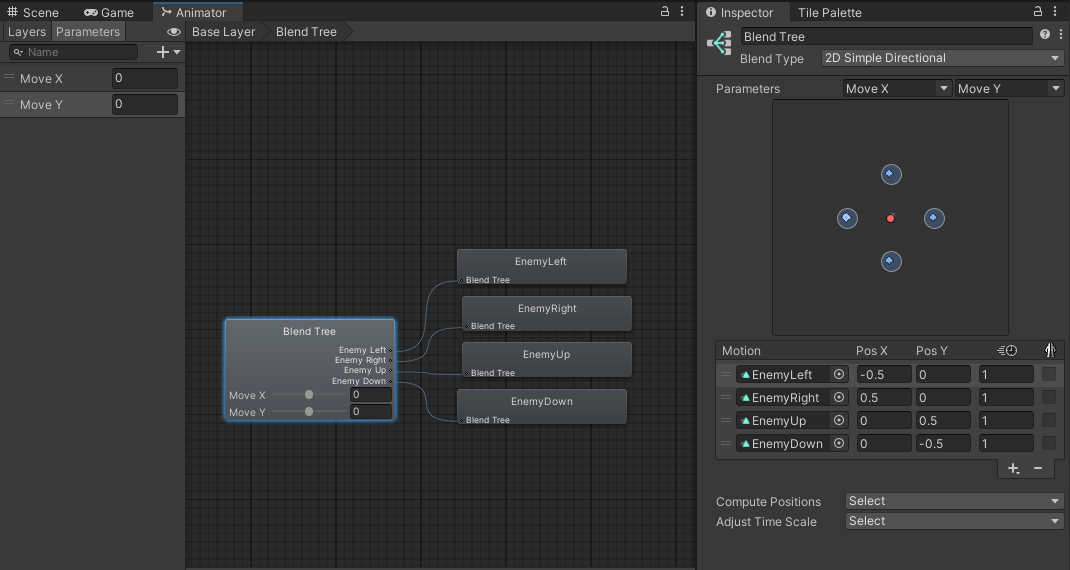 Scene Game Animator
Layers Parameters
Base Layer Blend Tree
Name
Move X 0
Move Y 0
EnemyLeft
Blend Tree
EnemyRight
Blend Tree
EnemyUp
Blend Tree
EnemyDown
Blend Tree
Blend Tree
Enemy Left
Enemy Right
Enemy Up
Enemy Down
Move X 0
Move Y 0
Inspector Tile Palette
Blend Tree
Blend Type 2D Simple Directional
Parameters Move X Move Y
Motion Pos X Pos Y
EnemyLeft -0.5 0 1
EnemyRight 0.5 0 1
EnemyUp 0 0.5 1
EnemyDown 0 -0.5 1
Compute Positions Select
Adjust Time Scale Select